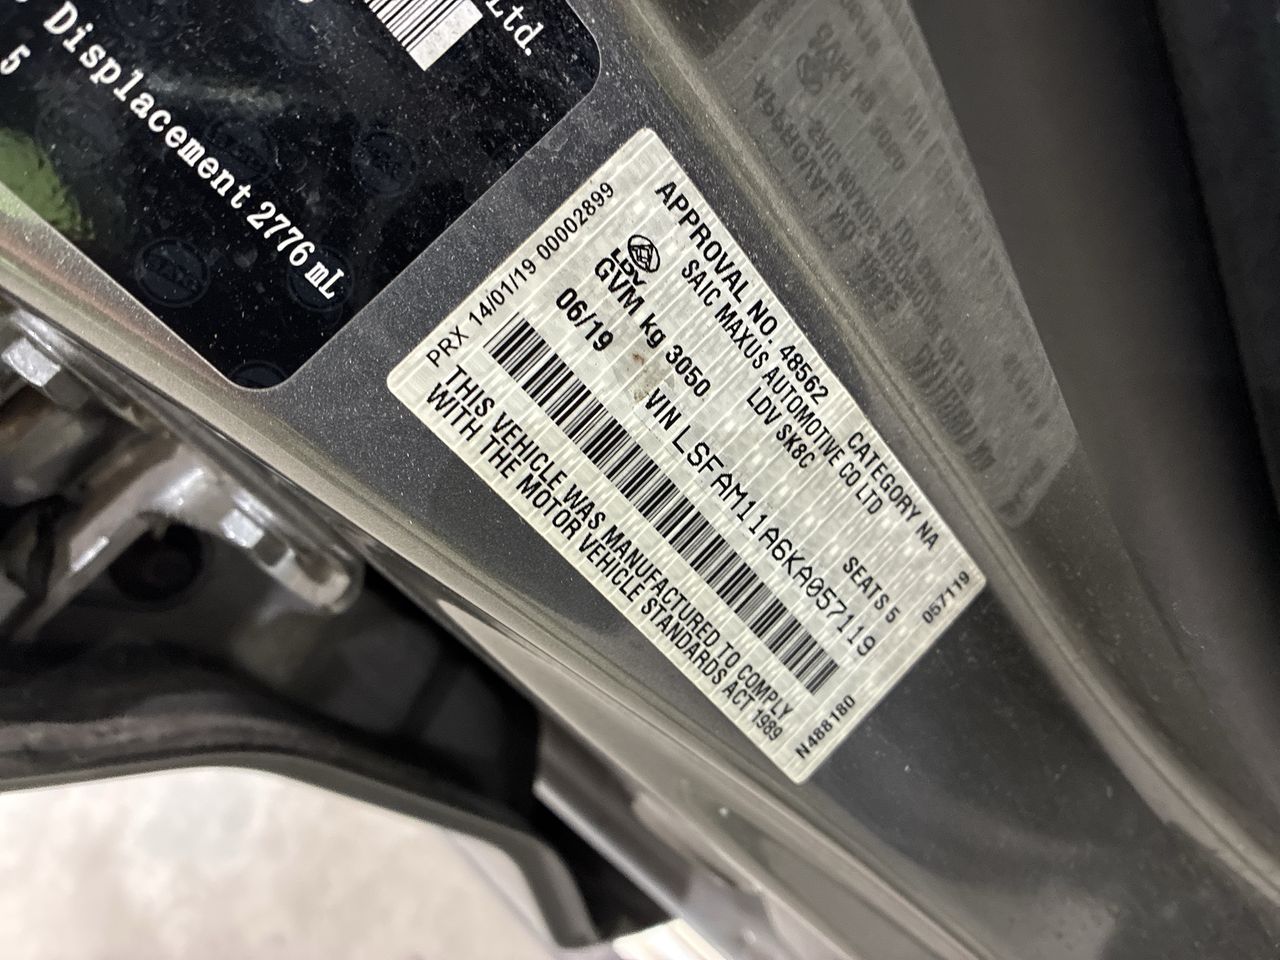 Ltd.
Displacement 2776 mL
5
APPROVAL NO. 48562 CATEGORY NA
SAIC MAXUS AUTOMOTIVE CO LTD
LDV
LDV SK8C
GVM kg 3050 SEATS 5
06/19 VIN LSFAM11A6KA057119
PRX 14/01/19 00002899
057119
THIS VEHICLE WAS MANUFACTURED TO COMPLY
WITH THE MOTOR VEHICLE STANDARDS ACT 1989
N488180